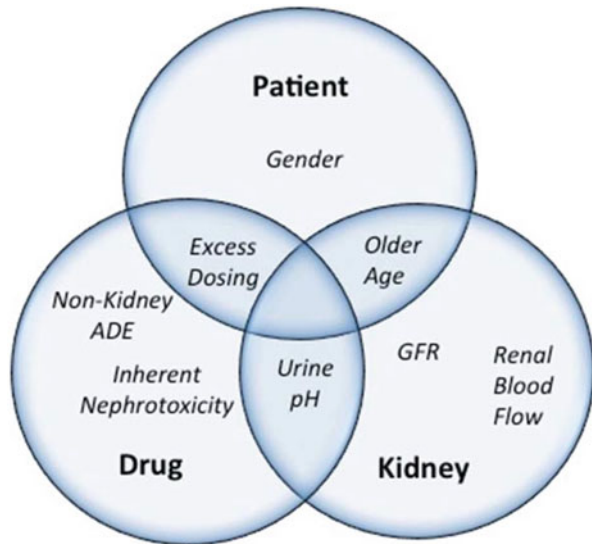 Patient
Gender
Excess
Dosing
Older
Age
Non-Kidney
ADE
Inherent
Nephrotoxicity
Urine
pH
GFR
Renal
Blood
Flow
Drug
Kidney